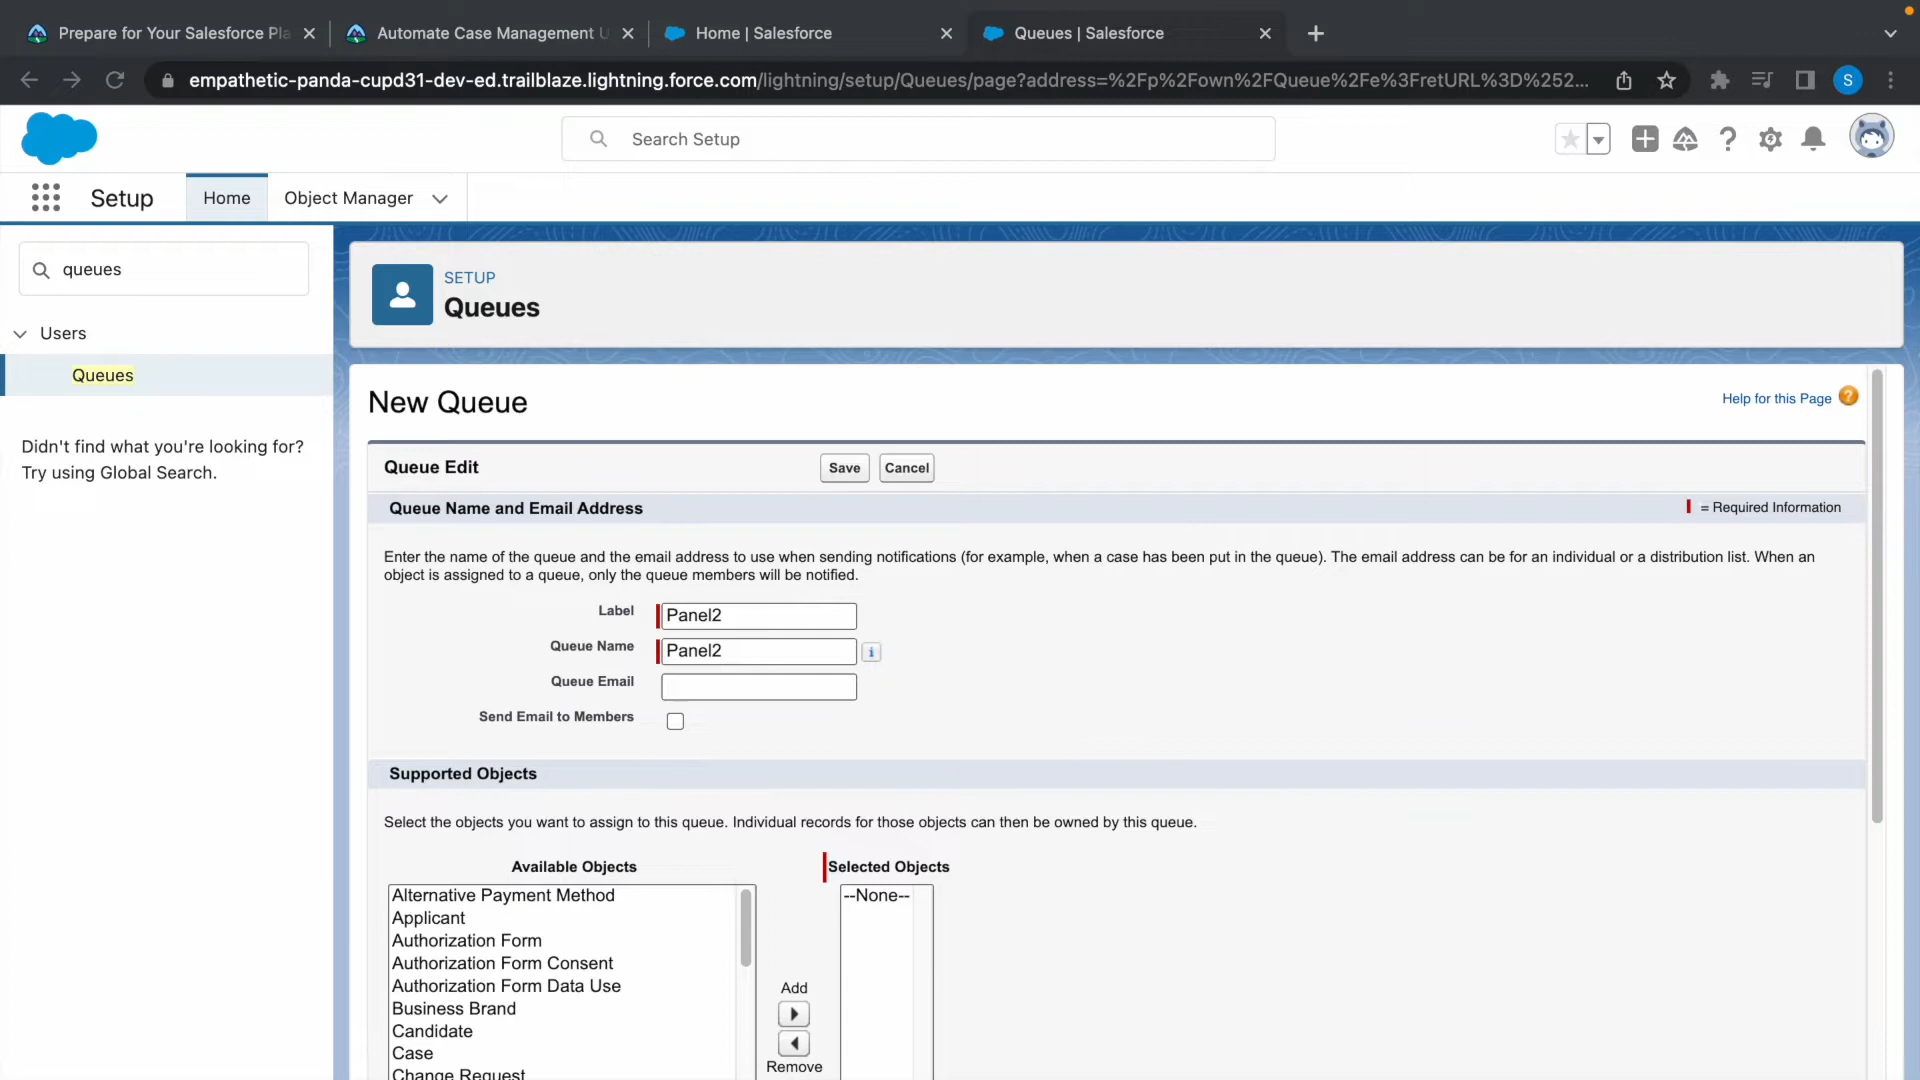 Prepare for Your Salesforce Pla
Automate Case Management U
Home | Salesforce
Queues | Salesforce
empathetic-panda-cupd31-dev-ed.trailblaze.lightning.force.com/lightning/setup/Queues/page?address=%2Fp%2Fown%2FQueue%2Fe%3FretURL%3D%252...
S
Search Setup
Setup
Home
Object Manager
queues
Users
Queues
Didn't find what you're looking for?
Try using Global Search.
SETUP
Queues
New Queue
Help for this Page
Queue Edit
Save
Cancel
Queue Name and Email Address
= Required Information
Enter the name of the queue and the email address to use when sending notifications (for example, when a case has been put in the queue). The email address can be for an individual or a distribution list. When an
object is assigned to a queue, only the queue members will be notified.
Label
Panel2
Queue Name
Panel2
Queue Email
Send Email to Members
Supported Objects
Select the objects you want to assign to this queue. Individual records for those objects can then be owned by this queue.
Available Objects
Selected Objects
Alternative Payment Method
Applicant
Authorization Form
Authorization Form Consent
Authorization Form Data Use
Business Brand
Candidate
Case
Change Request
Add
Remove
--None--